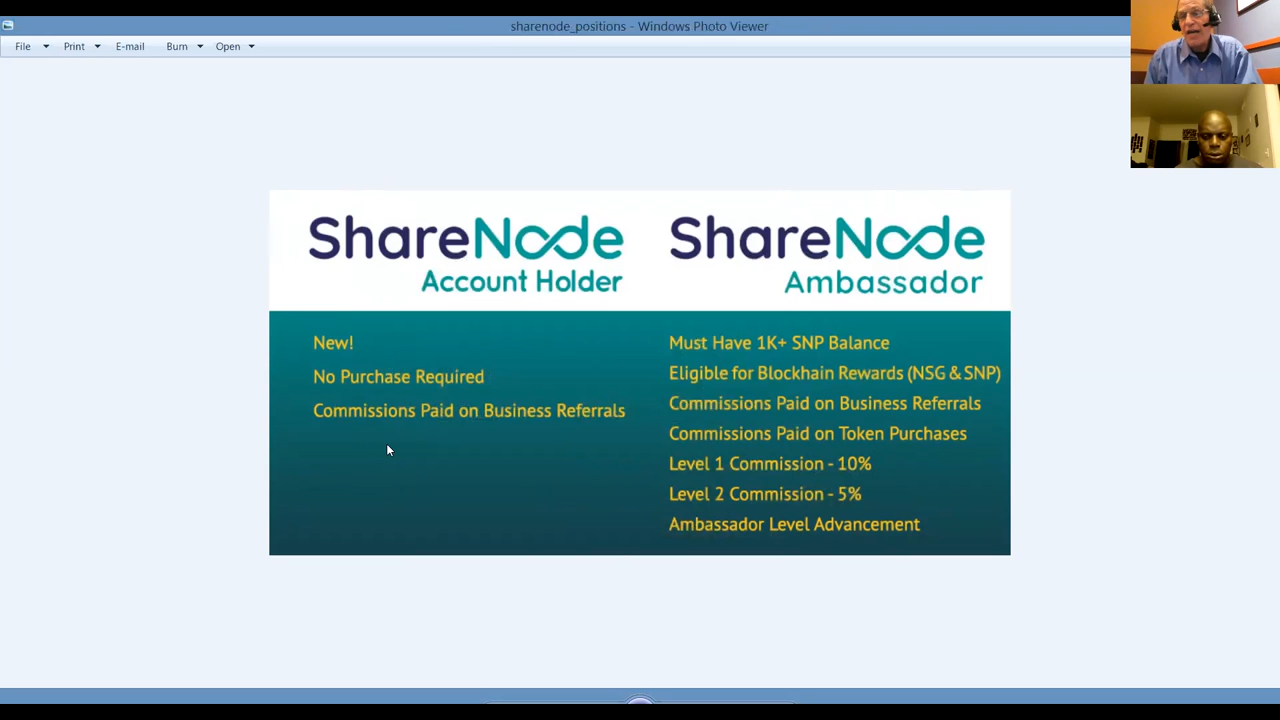 sharenode_positions - Windows Photo Viewer
File Print E-mail Burn Open
ShareNode
Account Holder
New!
No Purchase Required
Commissions Paid on Business Referrals
ShareNode
Ambassador
Must Have 1K+ SNP Balance
Eligible for Blockhain Rewards (NSG & SNP)
Commissions Paid on Business Referrals
Commissions Paid on Token Purchases
Level 1 Commission - 10%
Level 2 Commission - 5%
Ambassador Level Advancement